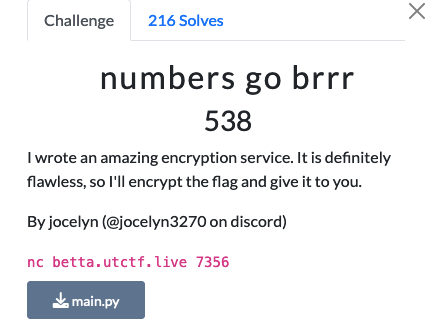 Challenge
216 Solves
numbers go brrr
538
I wrote an amazing encryption service. It is definitely
flawless, so I'll encrypt the flag and give it to you.
By jocelyn (@jocelyn3270 on discord)
nc betta.utctf.live 7356
main.py